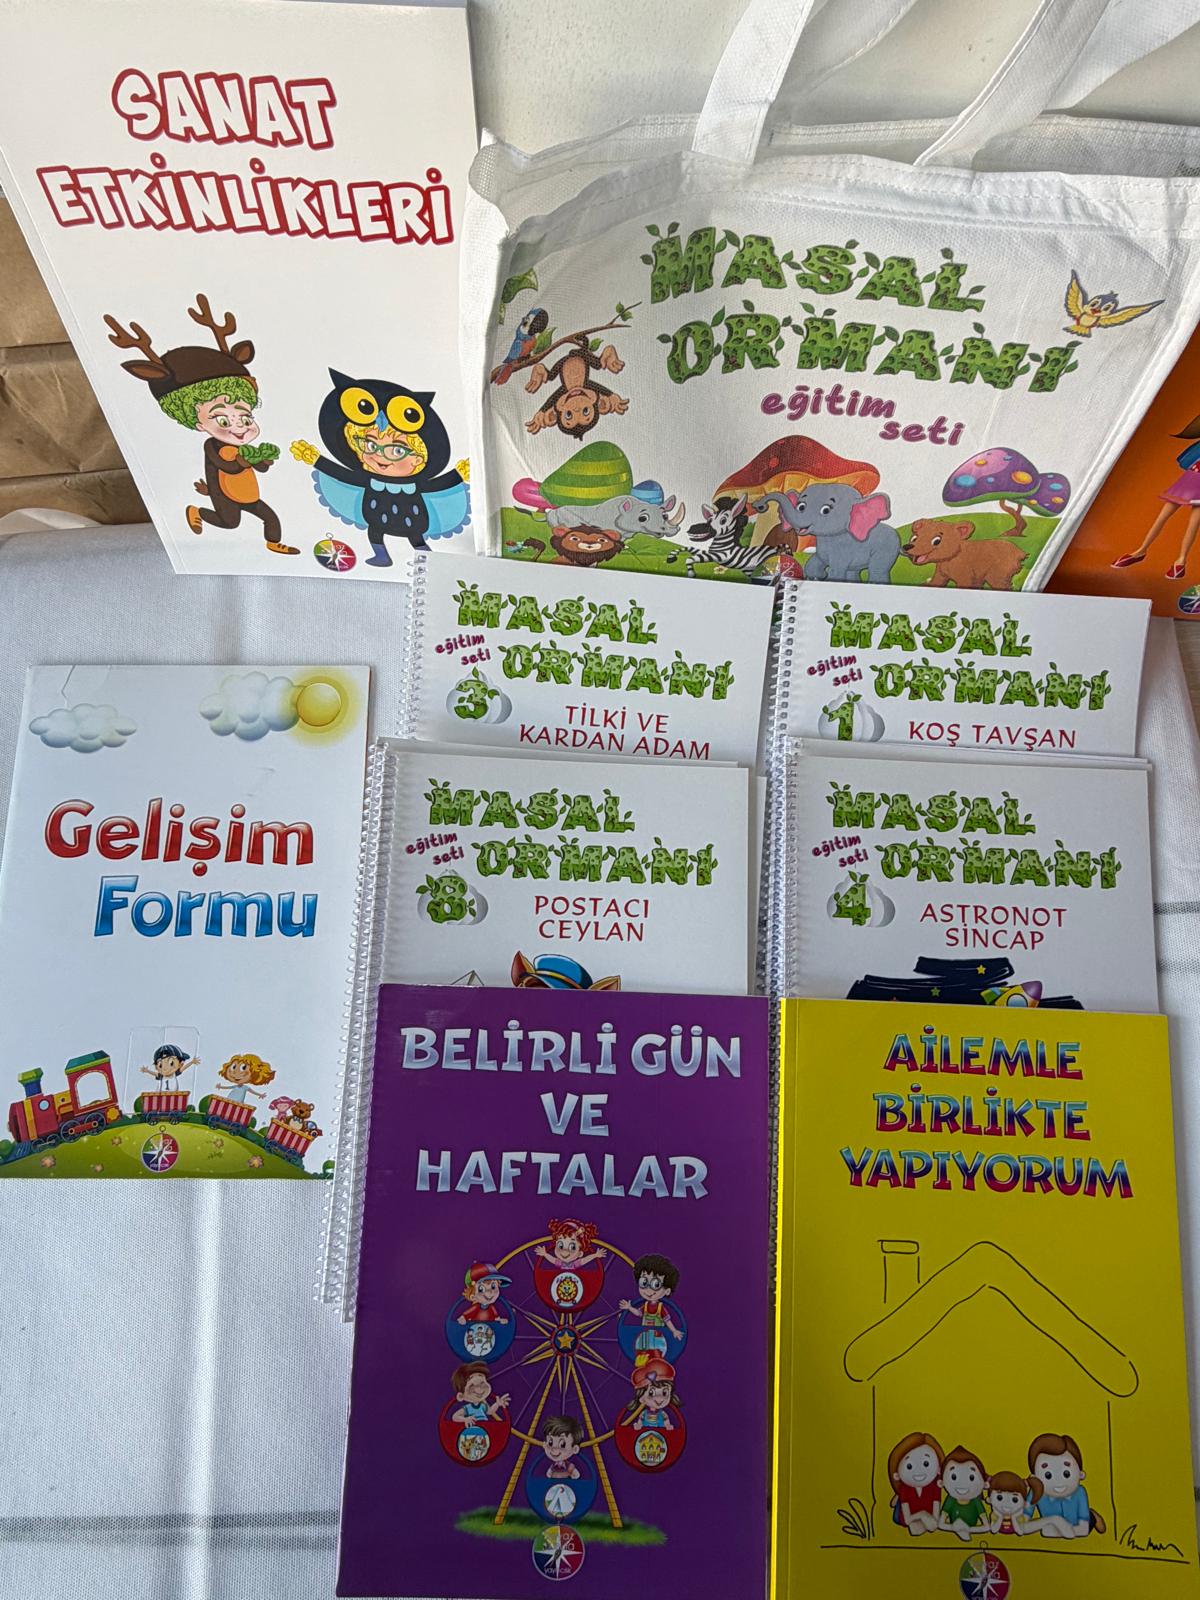 SANAT
ETKİNLİKLERİ
MASAL
ORMANI
eğitim
seti
MASAL
ORMANI
eğitim
seti
3
TİLKİ VE
KARDAN ADAM
MASAL
ORMANI
eğitim
seti
1
KOŞ TAVŞAN
Gelişim
Formu
MASAL
ORMANI
eğitim
seti
8
POSTACI
CEYLAN
MASAL
ORMANI
eğitim
seti
4
ASTRONOT
SİNCAP
BELİRLİ GÜN
VE
HAFTALAR
AİLEMLE
BİRLİKTE
YAPIYORUM